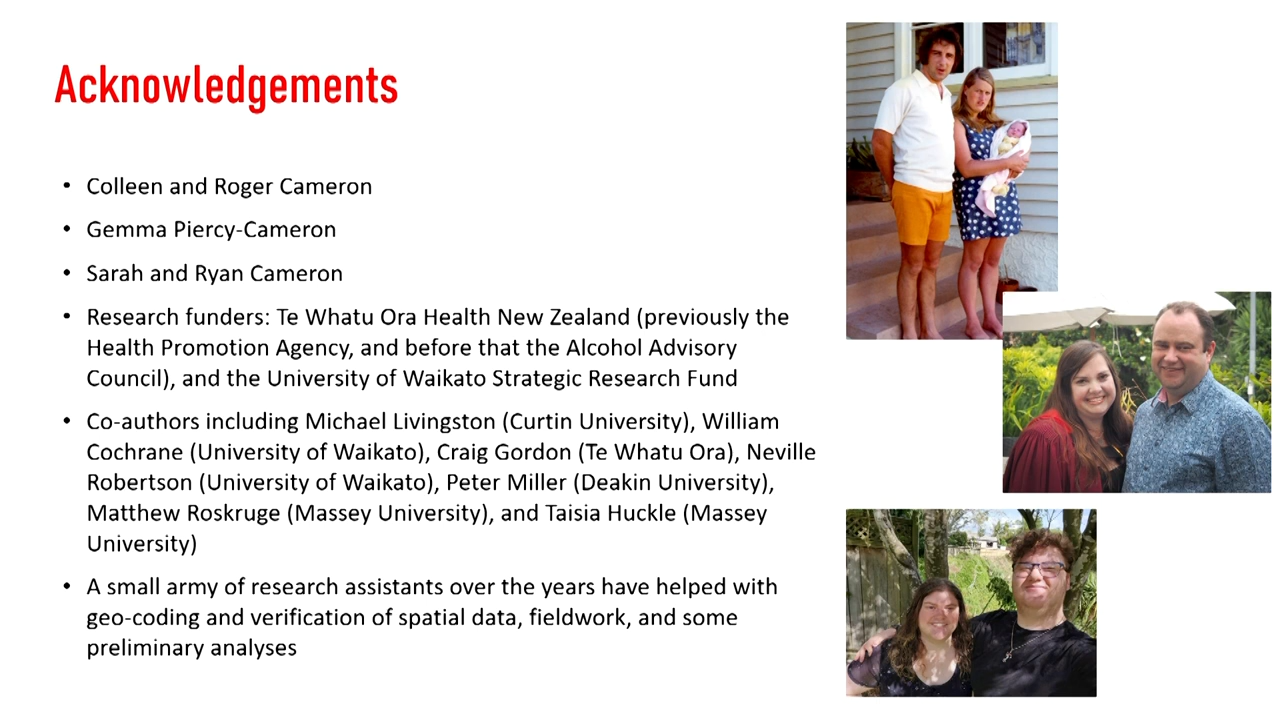 Acknowledgements
• Colleen and Roger Cameron
• Gemma Piercy-Cameron
• Sarah and Ryan Cameron
• Research funders: Te Whatu Ora Health New Zealand (previously the
Health Promotion Agency, and before that the Alcohol Advisory
Council), and the University of Waikato Strategic Research Fund
• Co-authors including Michael Livingston (Curtin University), William
Cochrane (University of Waikato), Craig Gordon (Te Whatu Ora), Neville
Robertson (University of Waikato), Peter Miller (Deakin University),
Matthew Roskruge (Massey University), and Taisia Huckle (Massey
University)
• A small army of research assistants over the years have helped with
geo-coding and verification of spatial data, fieldwork, and some
preliminary analyses